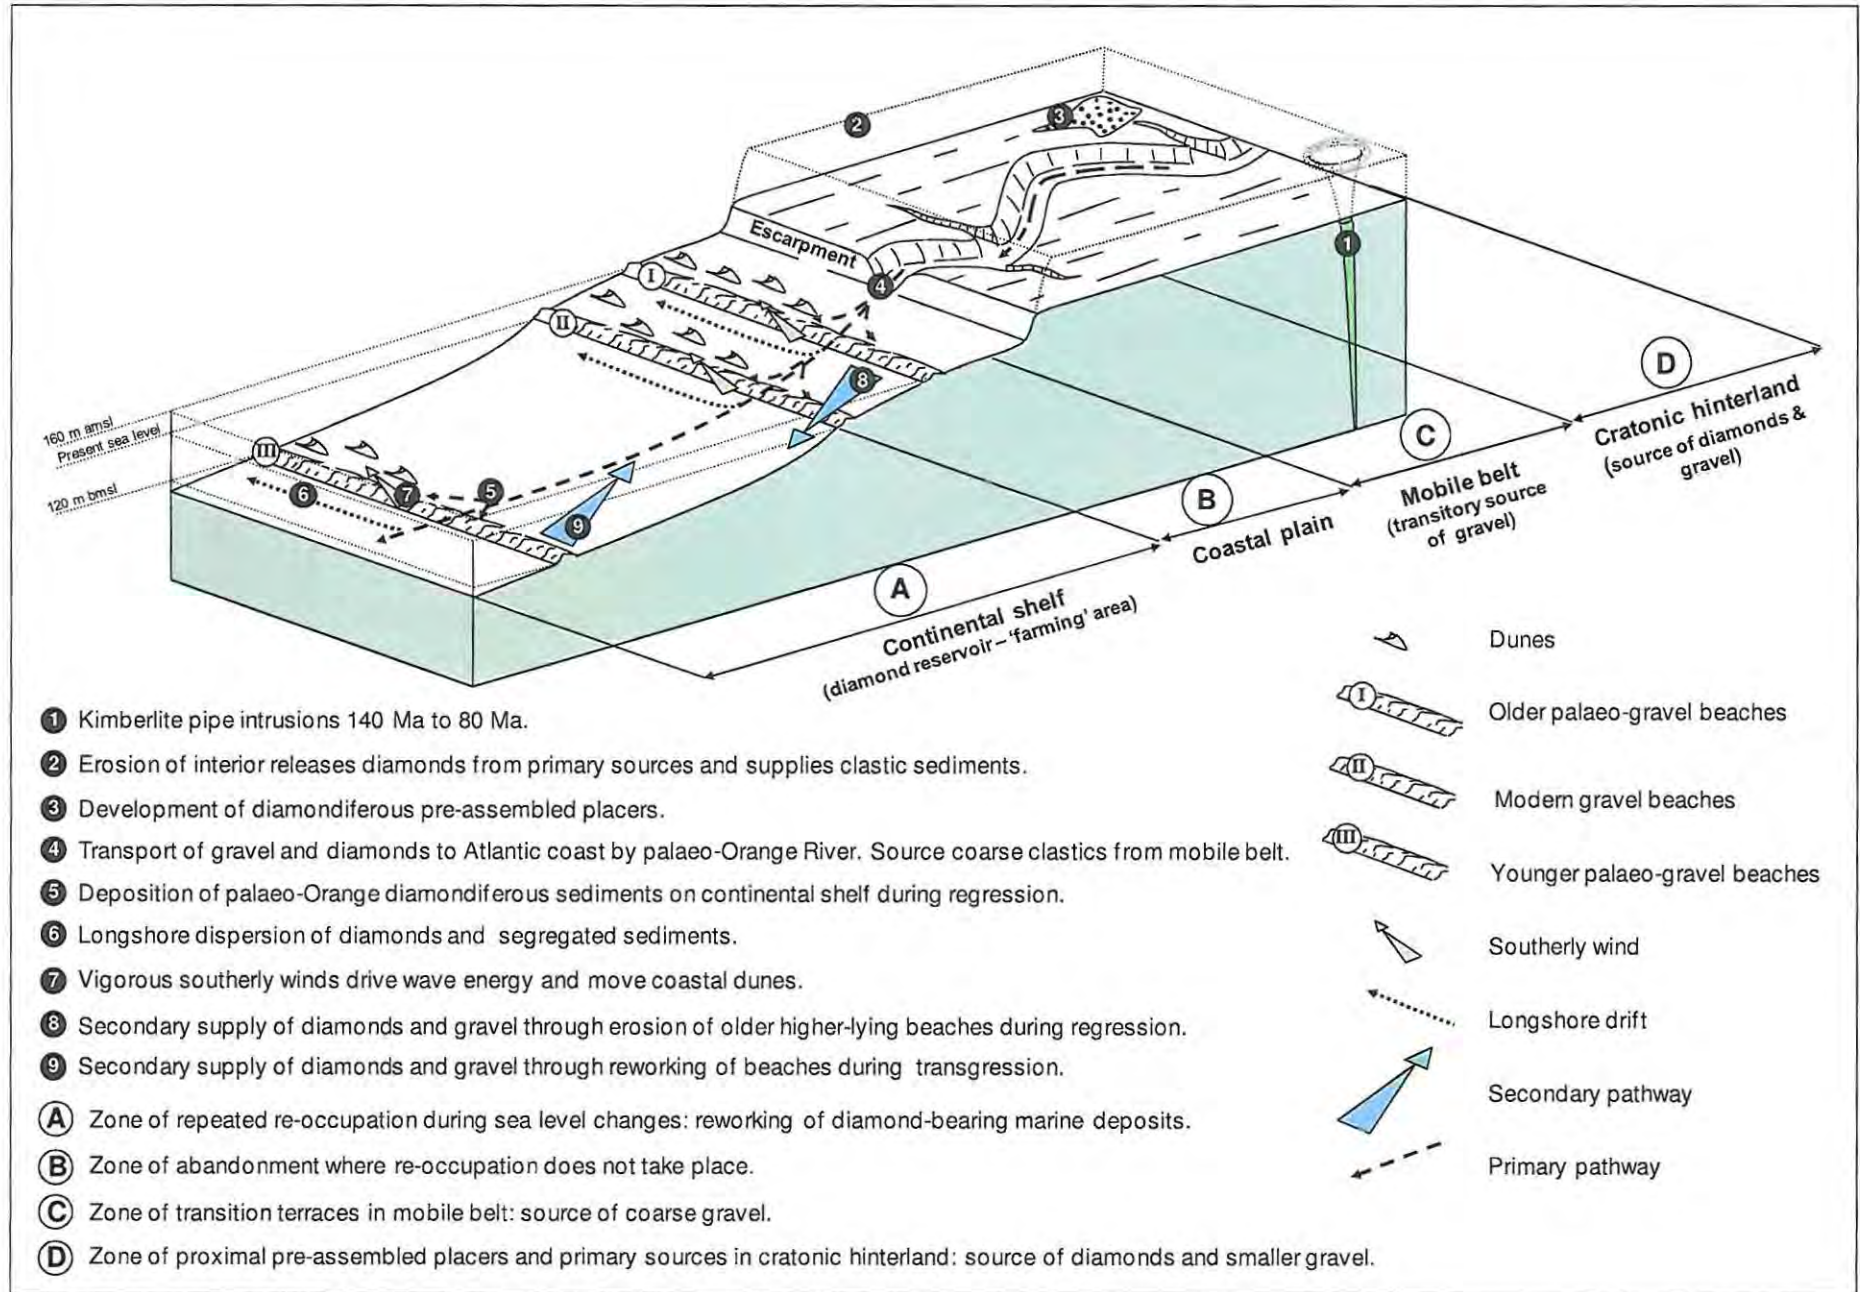 2
3
1
Escarpment
I
4
II
8
D
Cratonic hinterland
(source of diamonds &
gravel)
160 m amsl
Present sea level
C
III
Mobile belt
(transitory source
of gravel)
120 m bmsl
6
7
5
9
B
Coastal plain
A
Continental shelf
(diamond reservoir – 'farming' area)
1 Kimberlite pipe intrusions 140 Ma to 80 Ma.
2 Erosion of interior releases diamonds from primary sources and supplies clastic sediments.
3 Development of diamondiferous pre-assembled placers.
4 Transport of gravel and diamonds to Atlantic coast by palaeo-Orange River. Source coarse clastics from mobile belt.
5 Deposition of palaeo-Orange diamondiferous sediments on continental shelf during regression.
6 Longshore dispersion of diamonds and segregated sediments.
7 Vigorous southerly winds drive wave energy and move coastal dunes.
8 Secondary supply of diamonds and gravel through erosion of older higher-lying beaches during regression.
9 Secondary supply of diamonds and gravel through reworking of beaches during transgression.
A Zone of repeated re-occupation during sea level changes: reworking of diamond-bearing marine deposits.
B Zone of abandonment where re-occupation does not take place.
C Zone of transition terraces in mobile belt: source of coarse gravel.
D Zone of proximal pre-assembled placers and primary sources in cratonic hinterland: source of diamonds and smaller gravel.
Dunes
I Older palaeo-gravel beaches
II Modern gravel beaches
III Younger palaeo-gravel beaches
Southerly wind
Longshore drift
Secondary pathway
Primary pathway